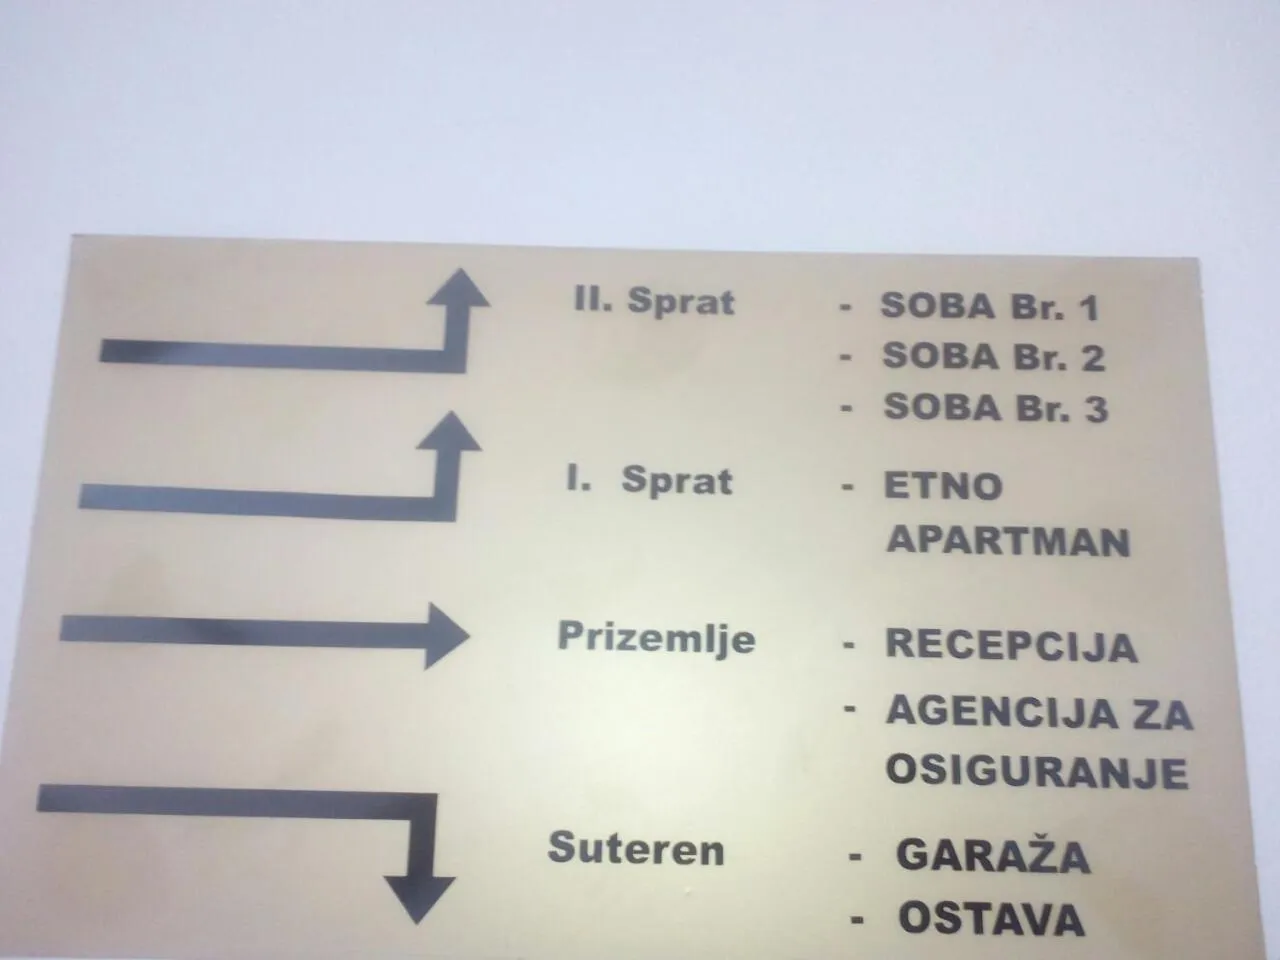 II. Sprat - SOBA Br. 1
- SOBA Br. 2
- SOBA Br. 3
I. Sprat - ETNO
APARTMAN
Prizemlje - RECEPCIJA
- AGENCIJA ZA
OSIGURANJE
Suteren - GARAŽA
- OSTAVA